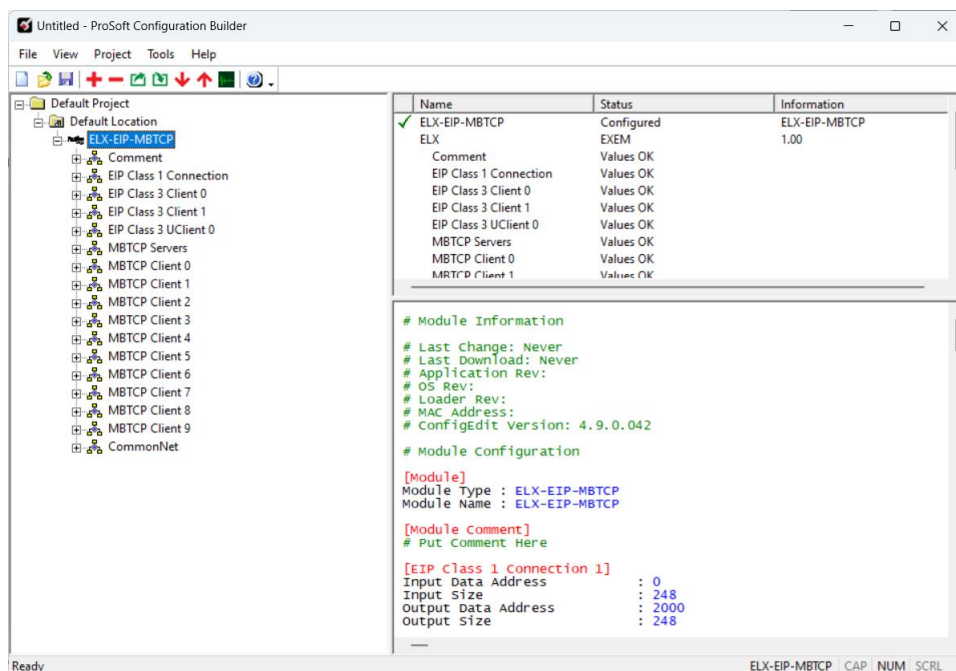 Untitled - ProSoft Configuration Builder
File View Project Tools Help
Default Project
Default Location
ELX-EIP-MBTCP
Comment
EIP Class 1 Connection
EIP Class 3 Client 0
EIP Class 3 Client 1
EIP Class 3 UClient 0
MBTCP Servers
MBTCP Client 0
MBTCP Client 1
MBTCP Client 2
MBTCP Client 3
MBTCP Client 4
MBTCP Client 5
MBTCP Client 6
MBTCP Client 7
MBTCP Client 8
MBTCP Client 9
CommonNet
Name Status Information
ELX-EIP-MBTCP Configured ELX-EIP-MBTCP
ELX EXEM 1.00
Comment Values OK
EIP Class 1 Connection Values OK
EIP Class 3 Client 0 Values OK
EIP Class 3 Client 1 Values OK
EIP Class 3 UClient 0 Values OK
MBTCP Servers Values OK
MBTCP Client 0 Values OK
MBTCP Client 1 Values OK
# Module Information
# Last Change: Never
# Last Download: Never
# Application Rev:
# OS Rev:
# Loader Rev:
# MAC Address:
# ConfigEdit Version: 4.9.0.042
# Module Configuration
[Module]
Module Type : ELX-EIP-MBTCP
Module Name : ELX-EIP-MBTCP
[Module Comment]
# Put Comment Here
[EIP Class 1 Connection 1]
Input Data Address : 0
Input Size : 248
Output Data Address : 2000
Output Size : 248
Ready ELX-EIP-MBTCP CAP NUM SCRL